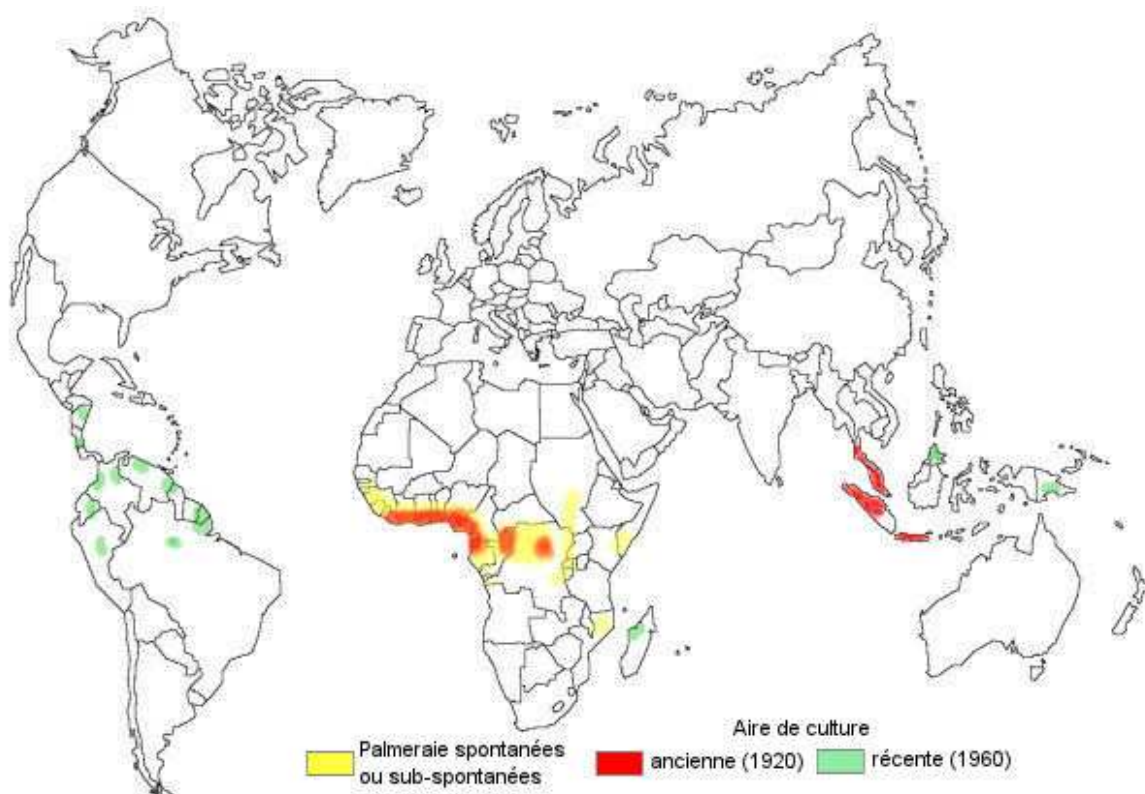 Aire de culture
Palmeraie spontanées
ou sub-spontanées
ancienne (1920)
récente (1960)